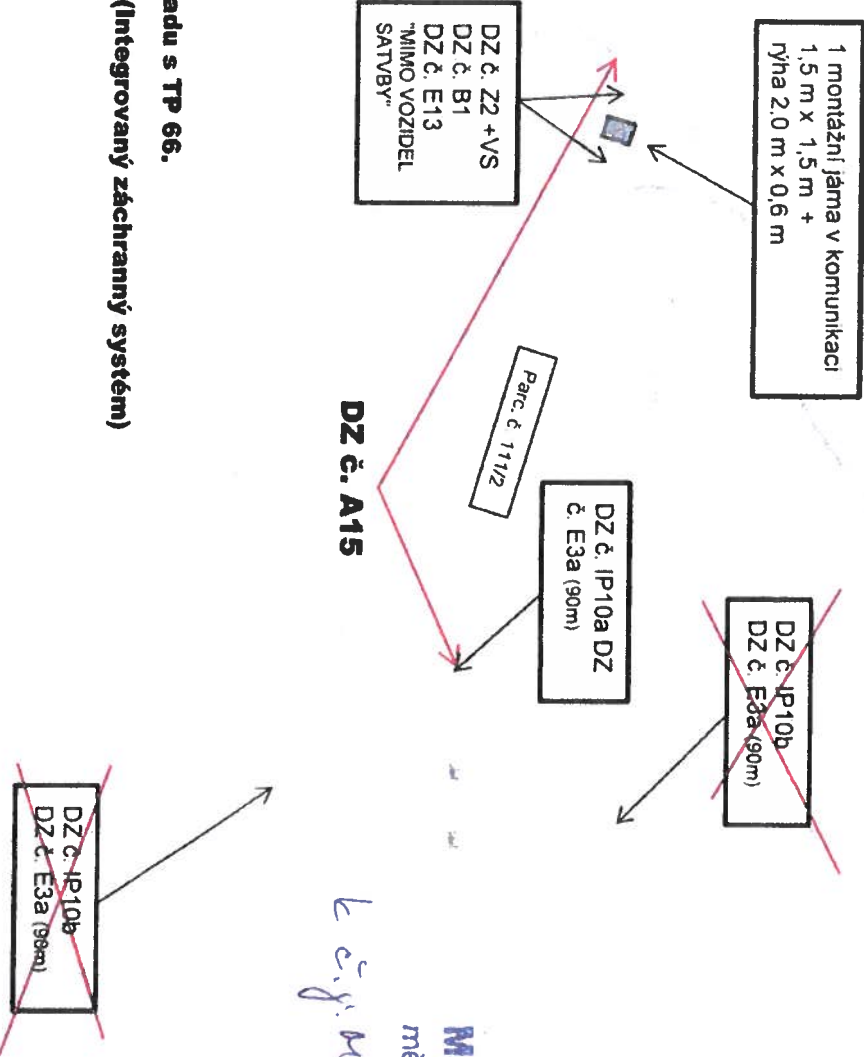 1 montážní jáma v komunikaci
1,5 m x 1,5 m +
rýha 2.0 m x 0,6 m
DZ č. Z2 +VS
DZ č. B1
DZ č. E13
"MIMO VOZIDEL
SATVBY"
Parc. č. 111/2
DZ č. IP10a DZ
č. E3a (90m)
DZ č. IP10b
DZ č. E3a (90m)
DZ č. A15
DZ č. IP10b
DZ č. E3a (90m)
adu s TP 66.
(Integrovaný záchranný systém)
k č.j. M
M
mě